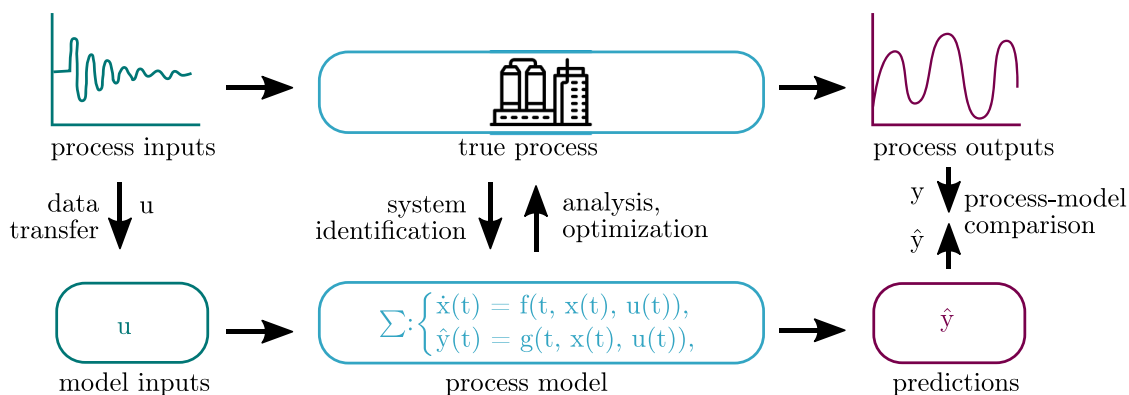 process inputs
true process
process outputs
data
transfer
u
system
identification
analysis,
optimization
y
ŷ
process-model
comparison
u
Σ:{ẋ(t) = f(t, x(t), u(t)),
ŷ(t) = g(t, x(t), u(t)),
ŷ
model inputs
process model
predictions